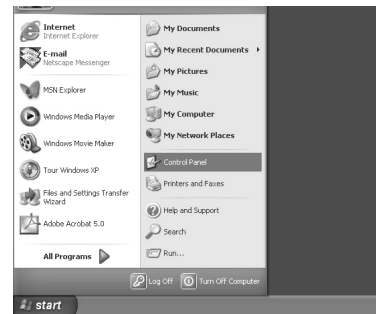 Internet
Internet Explorer
E-mail
Netscape Messenger
MSN Explorer
Windows Media Player
Windows Movie Maker
Tour Windows XP
Files and Settings Transfer
Wizard
Adobe Acrobat 5.0
All Programs
My Documents
My Recent Documents
My Pictures
My Music
My Computer
My Network Places
Control Panel
Printers and Faxes
Help and Support
Search
Run...
Log Off
Turn Off Computer
start